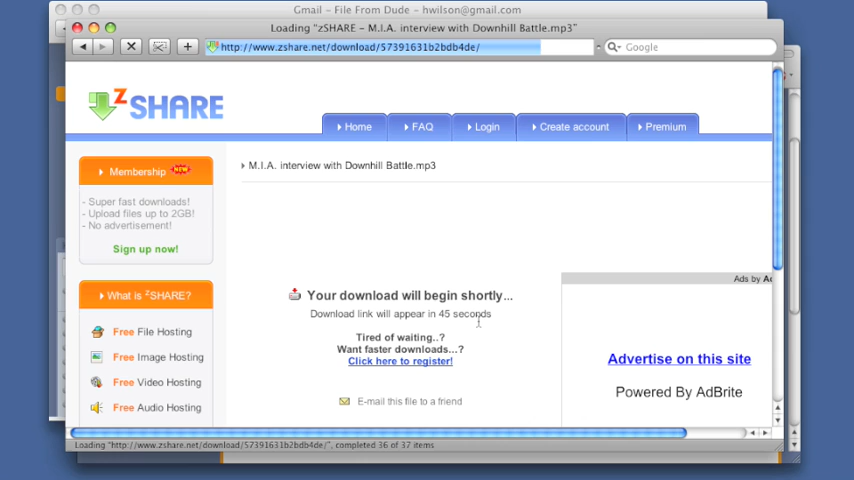 Gmail - File From Dude - hwilson@gmail.com
Loading “zSHARE - M.I.A. interview with Downhill Battle.mp3”
http://www.zshare.net/download/57391631b2bdb4de/
Google
zSHARE
Home
FAQ
Login
Create account
Premium
Membership NEW
- Super fast downloads!
- Upload files up to 2GB!
- No advertisement!
Sign up now!
M.I.A. interview with Downhill Battle.mp3
What is zSHARE?
Free File Hosting
Free Image Hosting
Free Video Hosting
Free Audio Hosting
Your download will begin shortly...
Download link will appear in 45 seconds
Tired of waiting..?
Want faster downloads...?
Click here to register!
E-mail this file to a friend
Ads by
Advertise on this site
Powered By AdBrite
Loading "http://www.zshare.net/download/57391631b2bdb4de/", completed 36 of 37 items